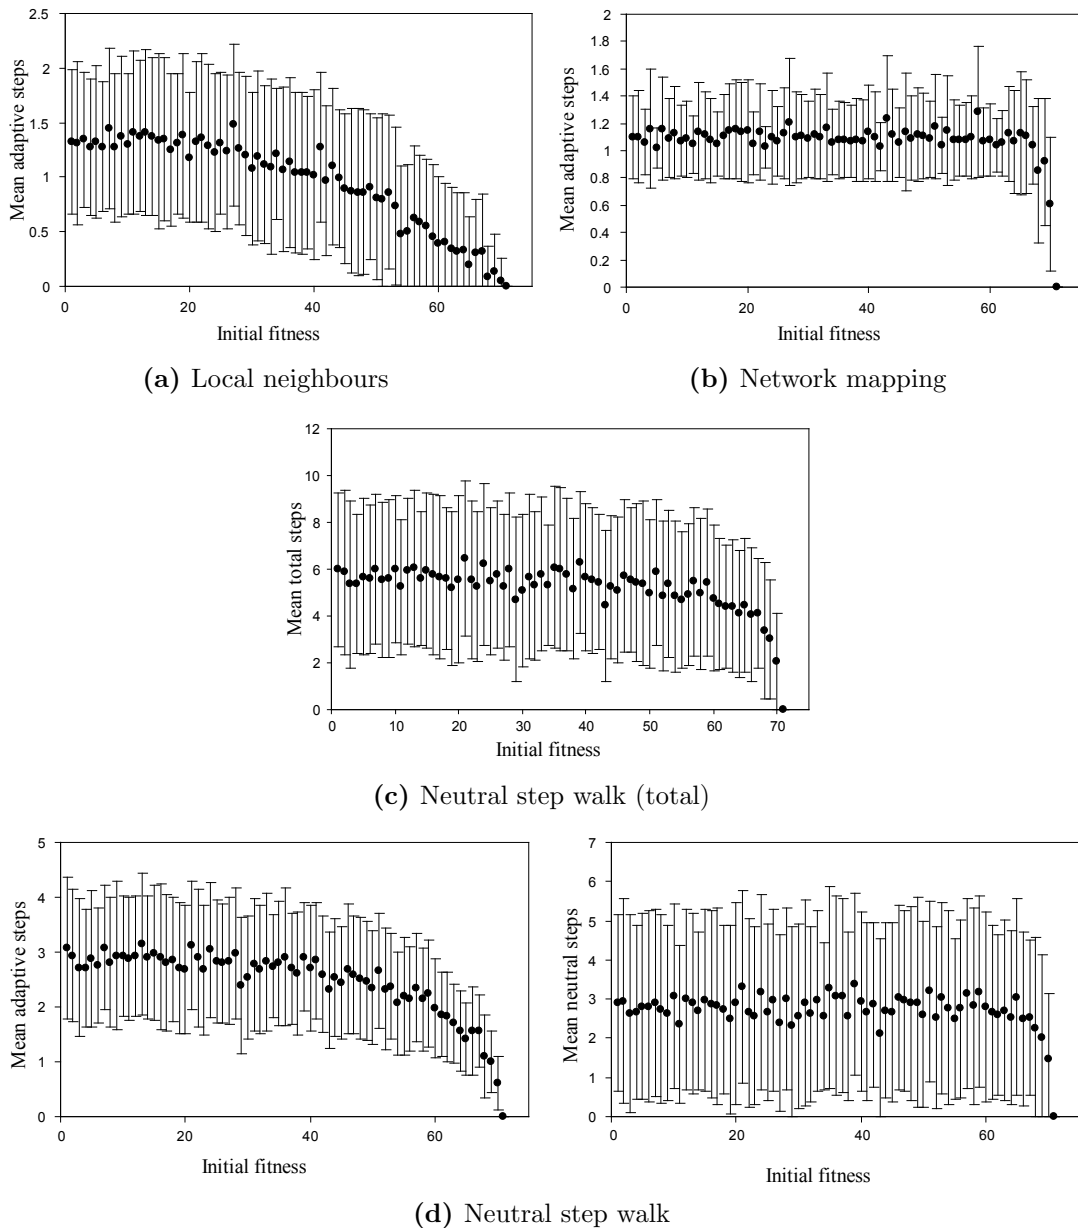 2.5
2
1.5
1
0.5
0
Mean adaptive steps
0 20 40 60
Initial fitness
(a) Local neighbours
2
1.8
1.6
1.4
1.2
1
0.8
0.6
0.4
0.2
0
Mean adaptive steps
0 20 40 60
Initial fitness
(b) Network mapping
12
10
8
6
4
2
0
Mean total steps
0 10 20 30 40 50 60 70
Initial fitness
(c) Neutral step walk (total)
5
4
3
2
1
0
Mean adaptive steps
0 20 40 60
Initial fitness
7
6
5
4
3
2
1
0
Mean neutral steps
0 20 40 60
Initial fitness
(d) Neutral step walk